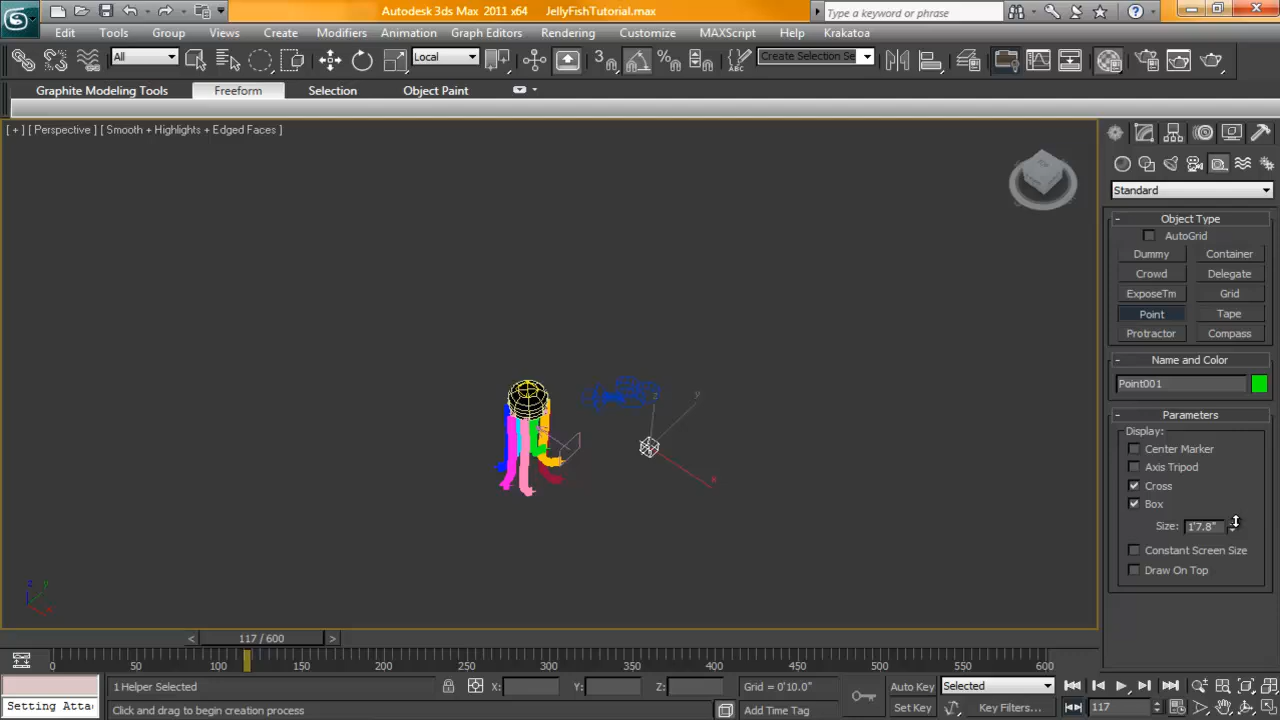 Autodesk 3ds Max 2011 x64 JellyFishTutorial.max
Type a keyword or phrase
Edit Tools Group Views Create Modifiers Animation Graph Editors Rendering Customize MAXScript Help Krakatoa
All Local 3 Create Selection Se
Graphite Modeling Tools Freeform Selection Object Paint
[ + ] [ Perspective ] [ Smooth + Highlights + Edged Faces ]
Standard
- Object Type
AutoGrid
Dummy Container
Crowd Delegate
ExposeTm Grid
Point Tape
Protractor Compass
- Name and Color
Point001
- Parameters
Display:
Center Marker
Axis Tripod
Cross
Box
Size: 1'7.8"
Constant Screen Size
Draw On Top
z y x
z y x
< 117 / 600 >
0 50 100 150 200 250 300 350 400 450 500 550 600
1 Helper Selected X: Y: Z: Grid = 0'10.0" Auto Key Selected
Setting Atta Click and drag to begin creation process Add Time Tag Set Key Key Filters... 117